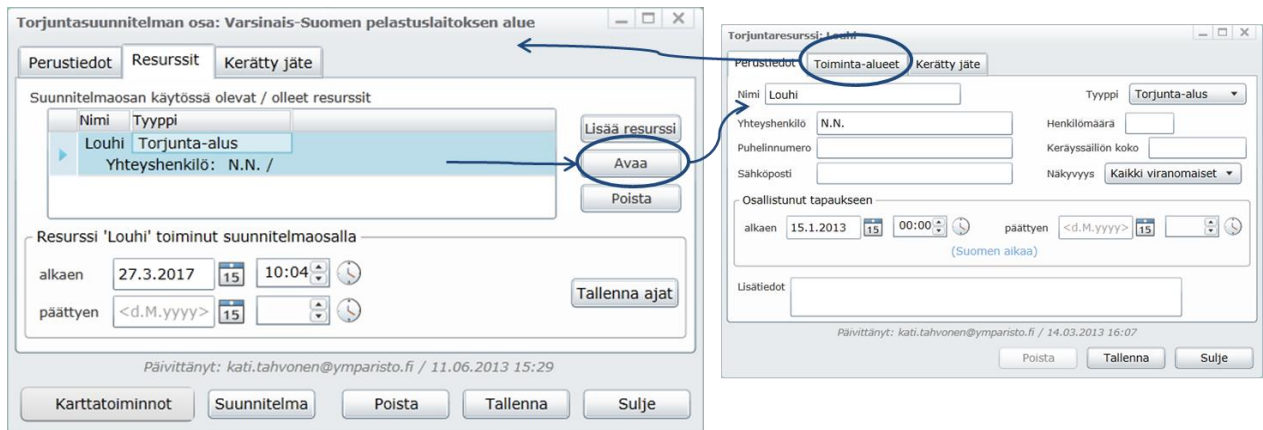 Torjuntasuunnitelman osa: Varsinais-Suomen pelastuslaitoksen alue
Perustiedot Resurssit Kerätty jäte
Suunnitelmaosan käytössä olevat / olleet resurssit
Nimi Tyyppi
Louhi Torjunta-alus
Yhteyshenkilö: N.N. /
Lisää resurssi
Avaa
Poista
Resurssi 'Louhi' toiminut suunnitelmaosalla
alkaen 27.3.2017 15 10:04
päättyen <d.M.yyyy> 15
Tallenna ajat
Päivittänyt: kati.tahvonen@ymparisto.fi / 11.06.2013 15:29
Karttatoiminnot Suunnitelma Poista Tallenna Sulje
Torjuntaresurssi: Louhi
Perustiedot Toiminta-alueet Kerätty jäte
Nimi Louhi Tyyppi Torjunta-alus
Yhteyshenkilö N.N. Henkilömäärä
Puhelinnumero Keräyssäiliön koko
Sähköposti Näkyvyys Kaikki viranomaiset
Osallistunut tapaukseen
alkaen 15.1.2013 15 00:00 päättyen <d.M.yyyy> 15
(Suomen aikaa)
Lisätiedot
Päivittänyt: kati.tahvonen@ymparisto.fi / 14.03.2013 16:07
Poista Tallenna Sulje